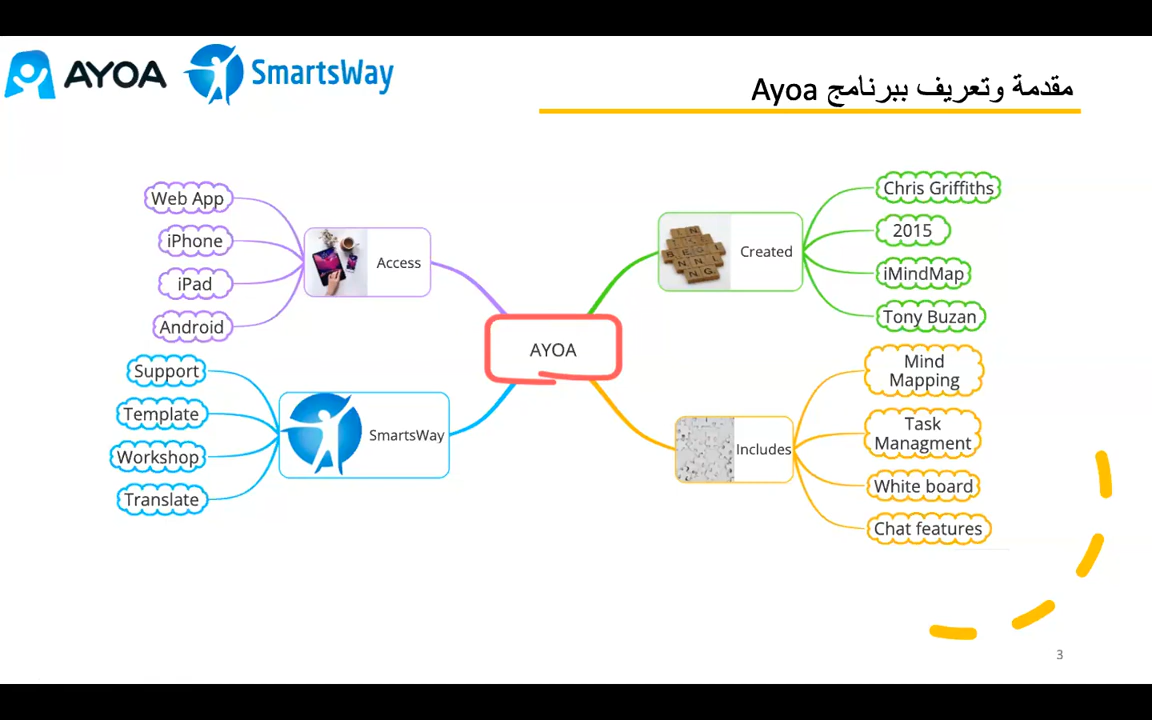 AYOA
SmartsWay
مقدمة وتعريف ببرنامج Ayoa
AYOA
Created
Chris Griffiths
2015
iMindMap
Tony Buzan
Includes
Mind
Mapping
Task
Managment
White board
Chat features
Access
Web App
iPhone
iPad
Android
SmartsWay
Support
Template
Workshop
Translate
3